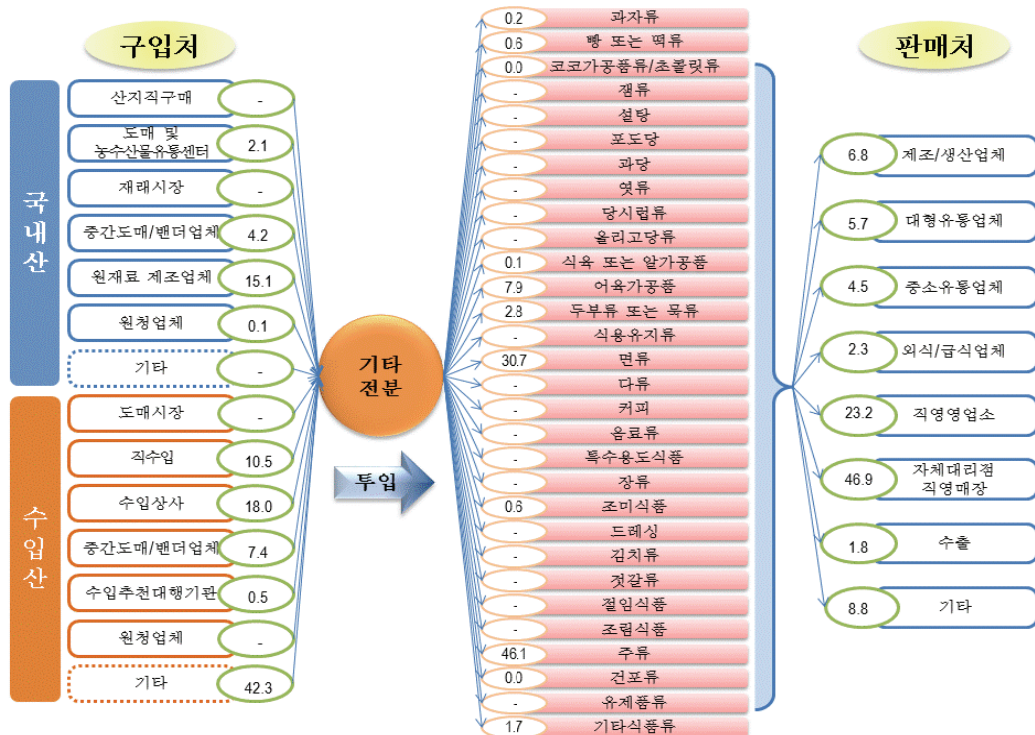 구입처
국내산
산지직구매
-
도매 및
농수산물유통센터
2.1
재래시장
-
중간도매/밴더업체
4.2
원재료 제조업체
15.1
원청업체
0.1
기타
-
수입산
도매시장
-
직수입
10.5
수입상사
18.0
중간도매/밴더업체
7.4
수입추천대행기관
0.5
원청업체
-
기타
42.3
기타
전분
투입
0.2 과자류
0.6 빵 또는 떡류
0.0 코코가공품류/초콜릿류
- 잼류
- 설탕
- 포도당
- 과당
- 엿류
- 당시럽류
- 올리고당류
0.1 식육 또는 알가공품
7.9 어육가공품
2.8 두부류 또는 묵류
- 식용유지류
30.7 면류
- 다류
- 커피
- 음료류
- 특수용도식품
- 장류
0.6 조미식품
- 드레싱
- 김치류
- 젓갈류
- 절임식품
- 조림식품
46.1 주류
0.0 건포류
- 유제품류
1.7 기타식품류
판매처
6.8 제조/생산업체
5.7 대형유통업체
4.5 중소유통업체
2.3 외식/급식업체
23.2 직영영업소
46.9 자체대리점
직영매장
1.8 수출
8.8 기타